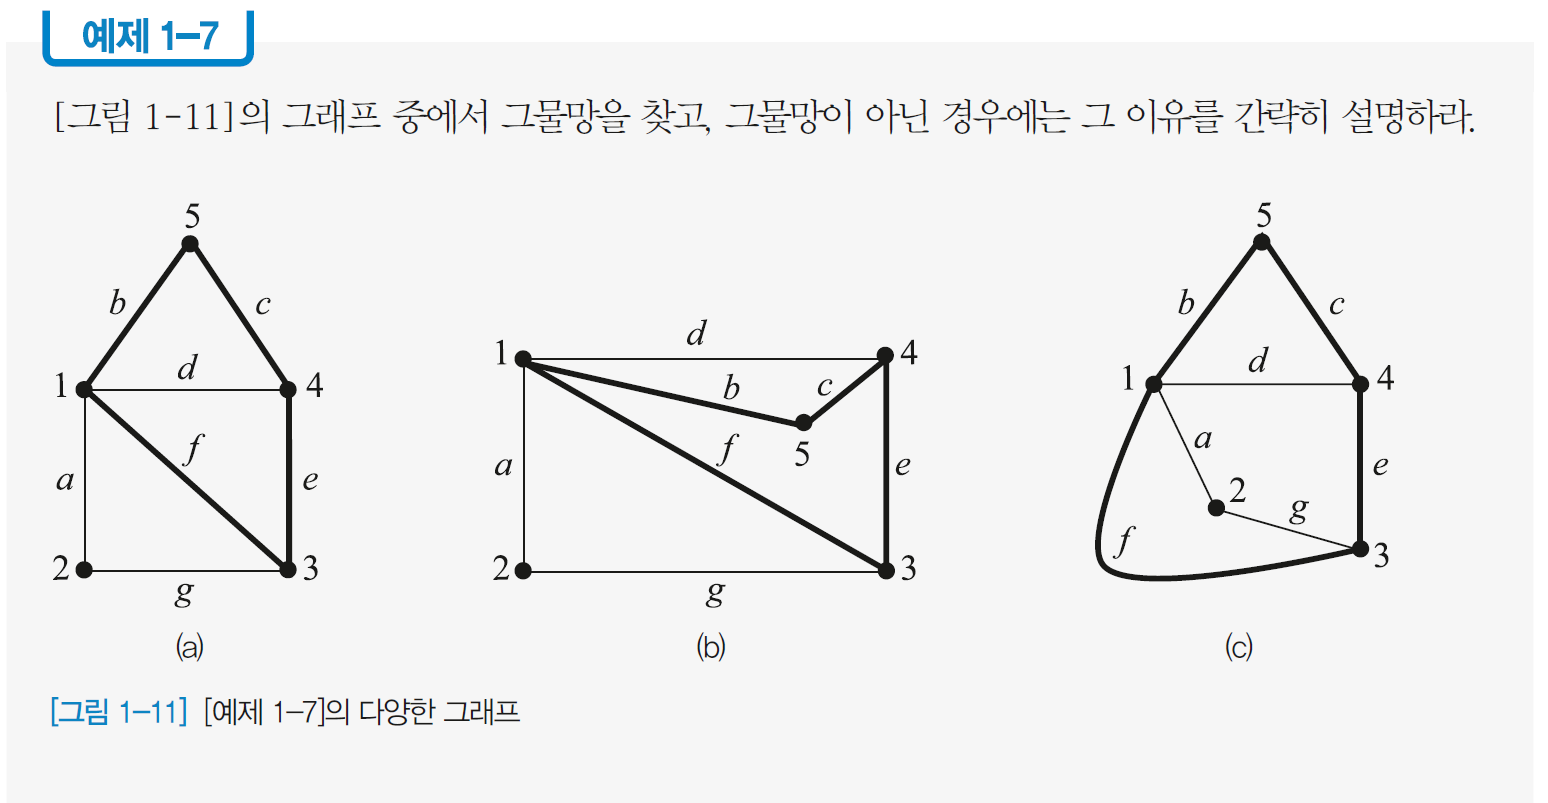 예제 1-7
[그림 1-11]의 그래프 중에서 그물망을 찾고, 그물망이 아닌 경우에는 그 이유를 간략히 설명하라.
5
b
c
1
d
4
f
a
e
2
3
g
(a)
d
1
4
b
c
f
5
a
e
2
3
g
(b)
5
b
c
1
d
4
a
e
2
g
f
3
(c)
[그림 1-11] [예제 1-7]의 다양한 그래프